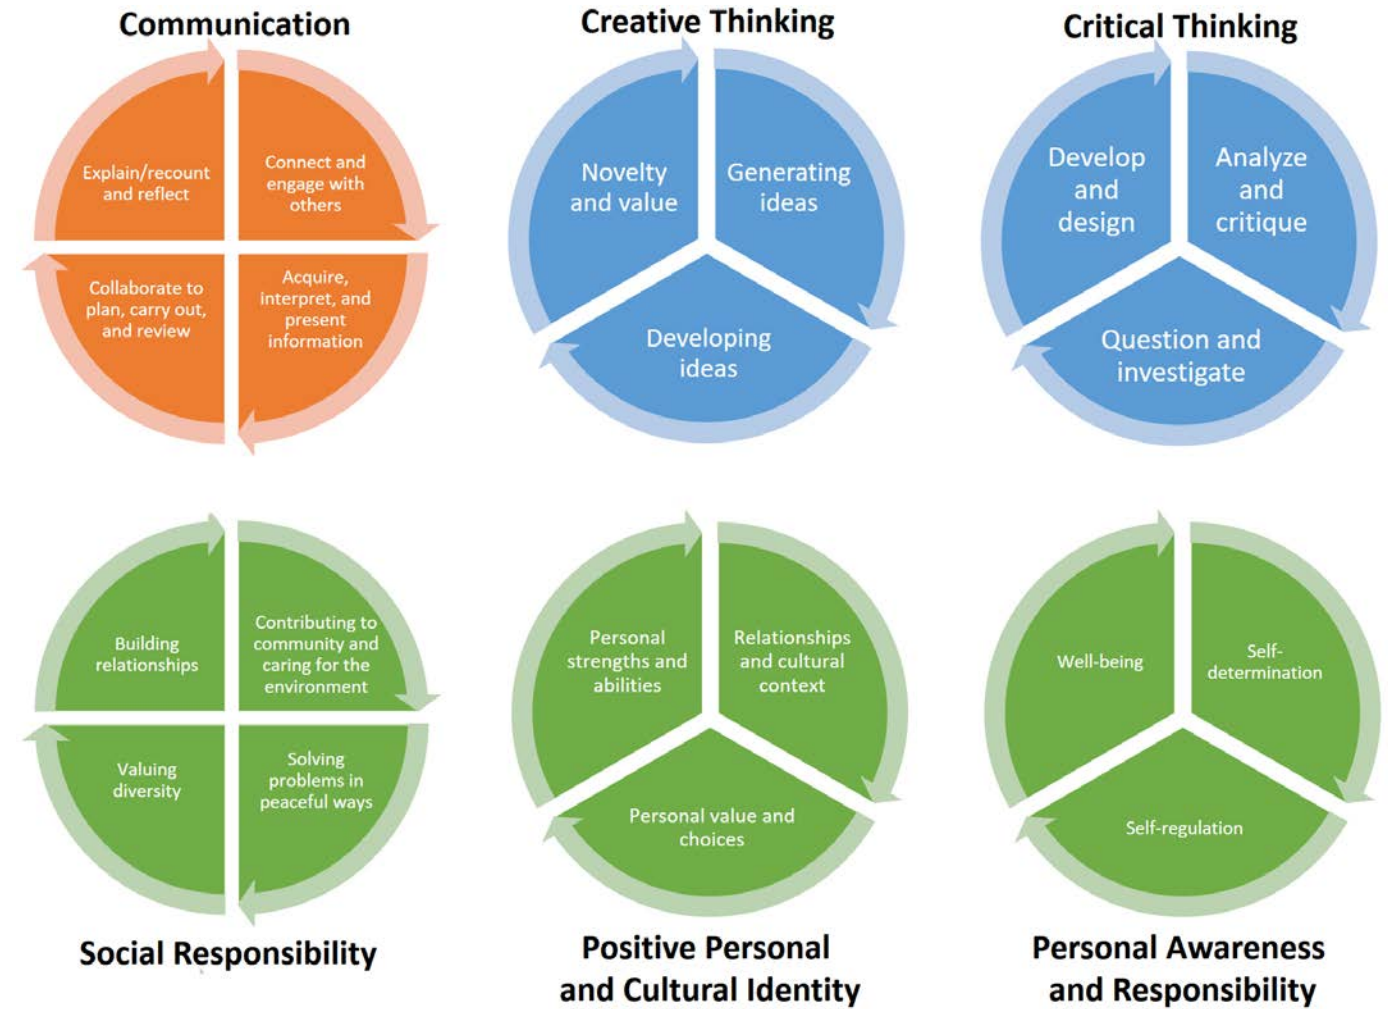 Communication
Explain/recount
and reflect
Connect and
engage with
others
Collaborate to
plan, carry out,
and review
Acquire,
interpret, and
present
information
Creative Thinking
Novelty
and value
Generating
ideas
Developing
ideas
Critical Thinking
Develop
and
design
Analyze
and
critique
Question and
investigate
Building
relationships
Contributing to
community and
caring for the
environment
Valuing
diversity
Solving
problems in
peaceful ways
Social Responsibility
Personal
strengths and
abilities
Relationships
and cultural
context
Personal value and
choices
Positive Personal
and Cultural Identity
Well-being
Self-
determination
Self-regulation
Personal Awareness
and Responsibility